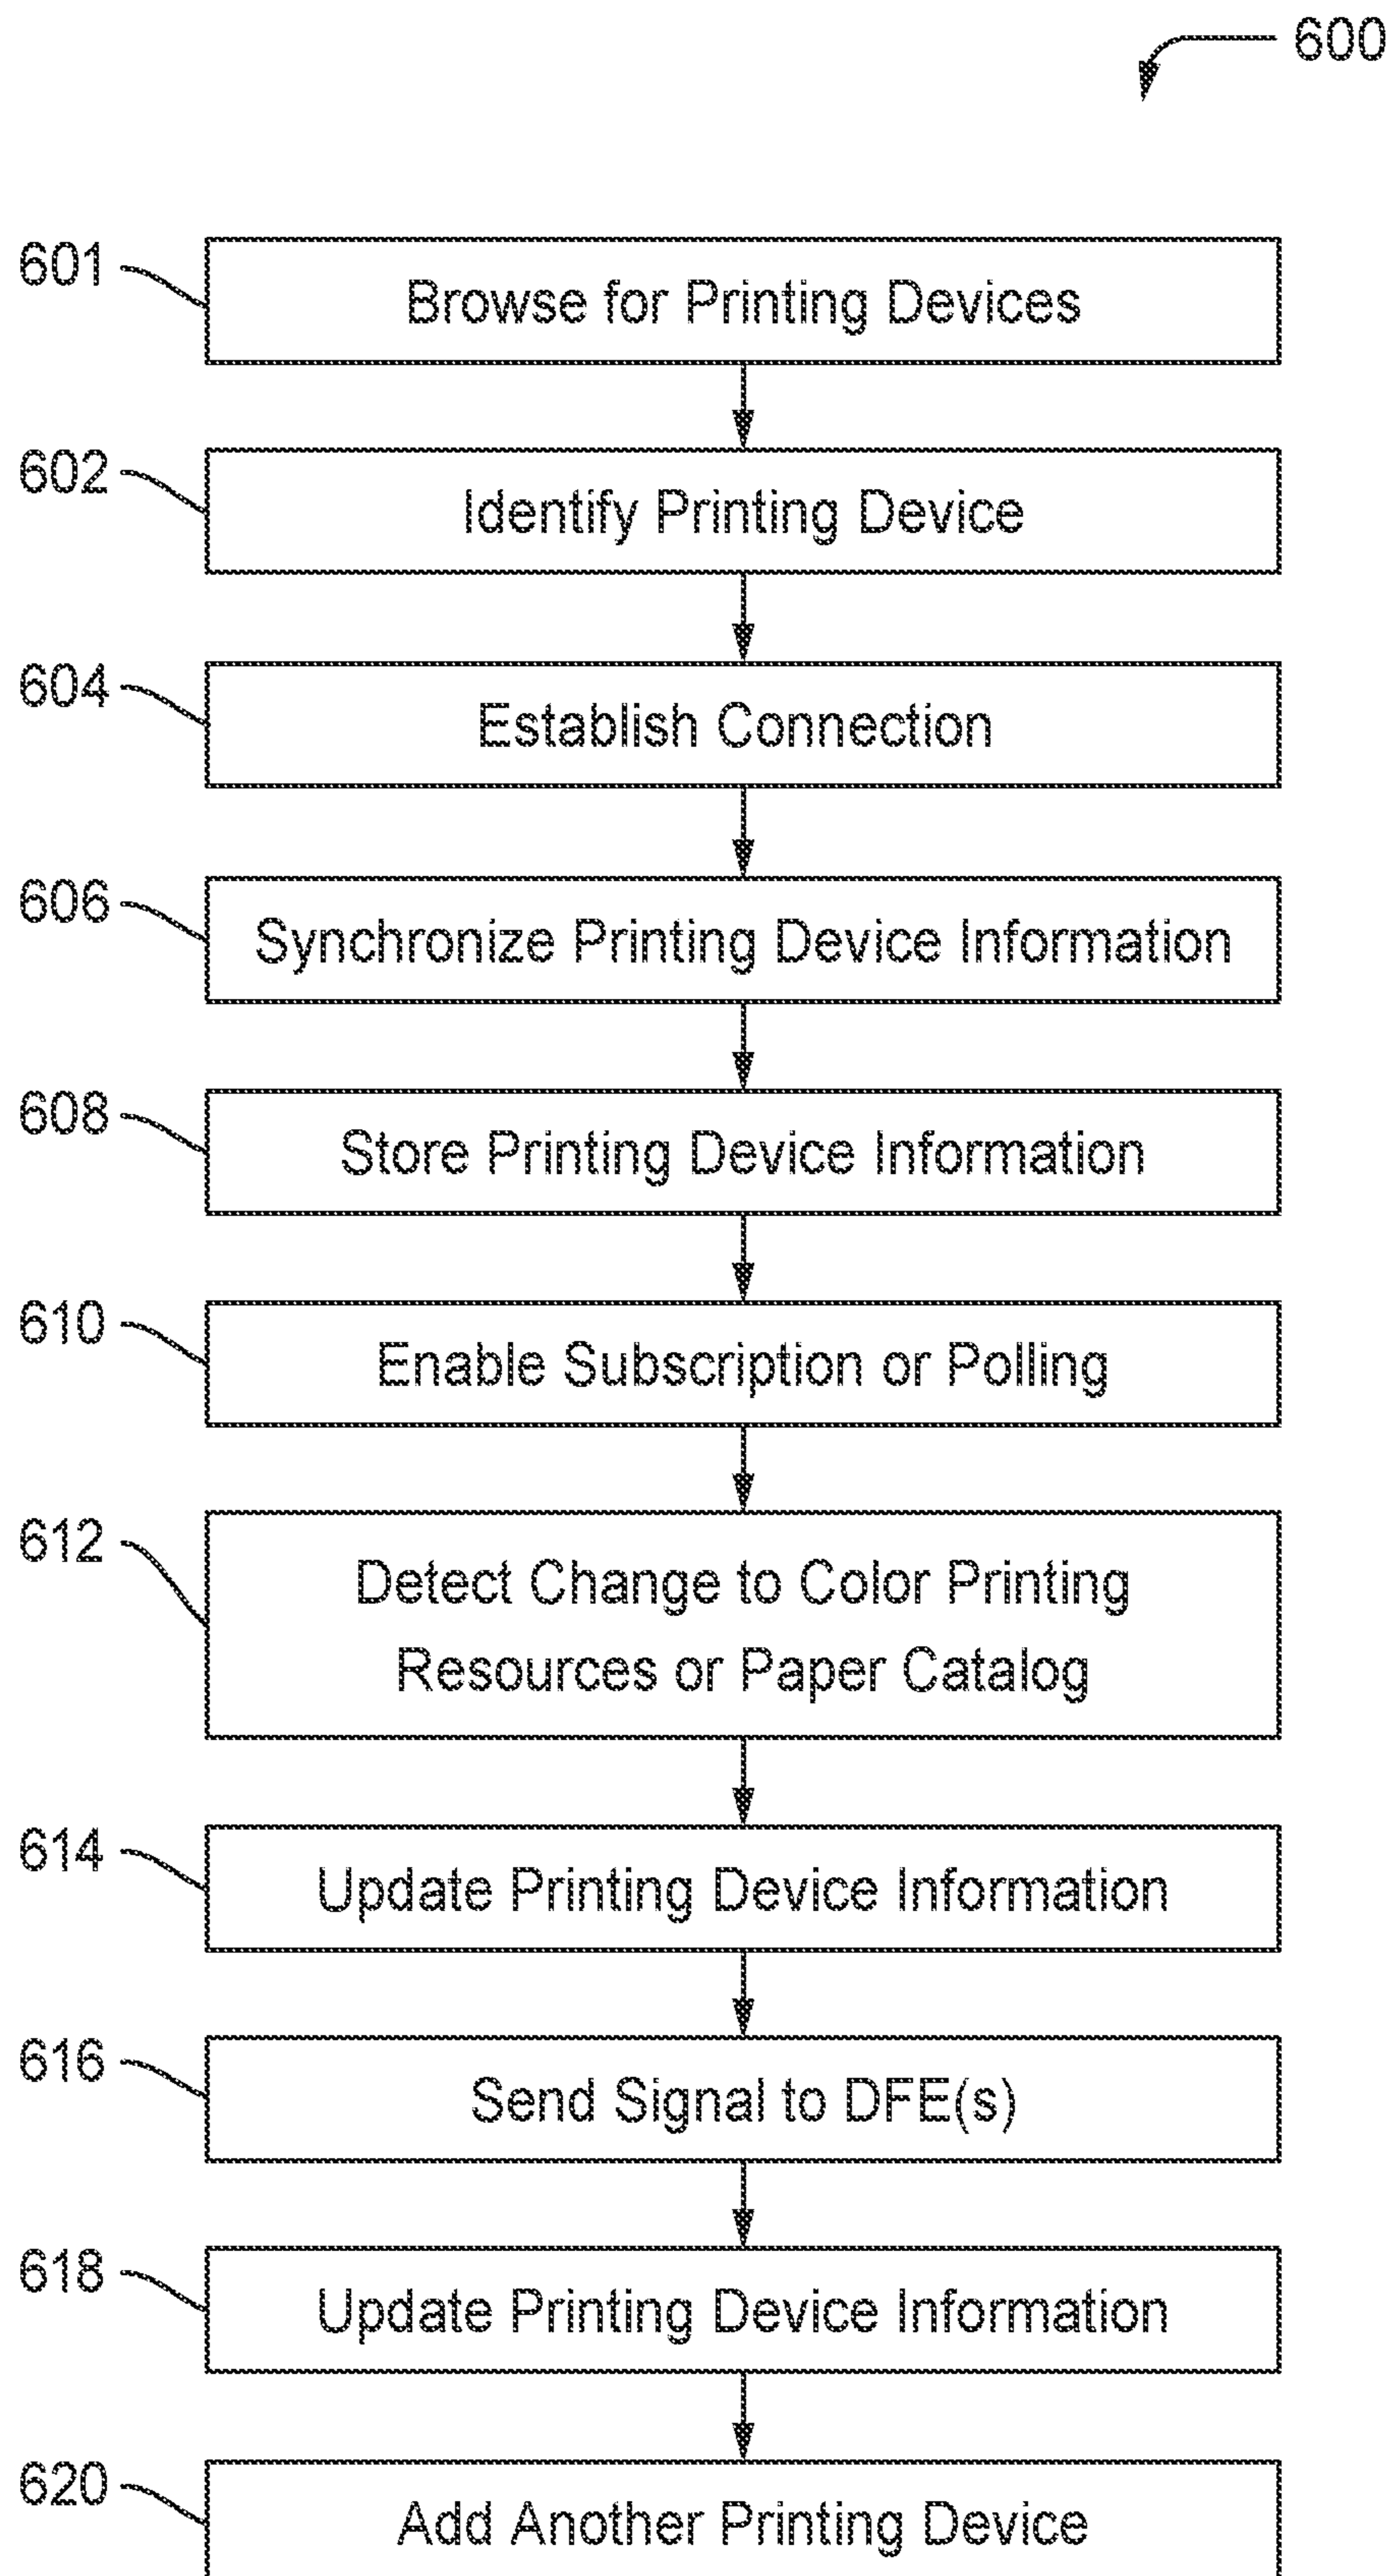 600
601
Browse for Printing Devices
602
Identify Printing Device
604
Establish Connection
606
Synchronize Printing Device Information
608
Store Printing Device Information
610
Enable Subscription or Polling
612
Detect Change to Color Printing
Resources or Paper Catalog
614
Update Printing Device Information
616
Send Signal to DFE(s)
618
Update Printing Device Information
620
Add Another Printing Device